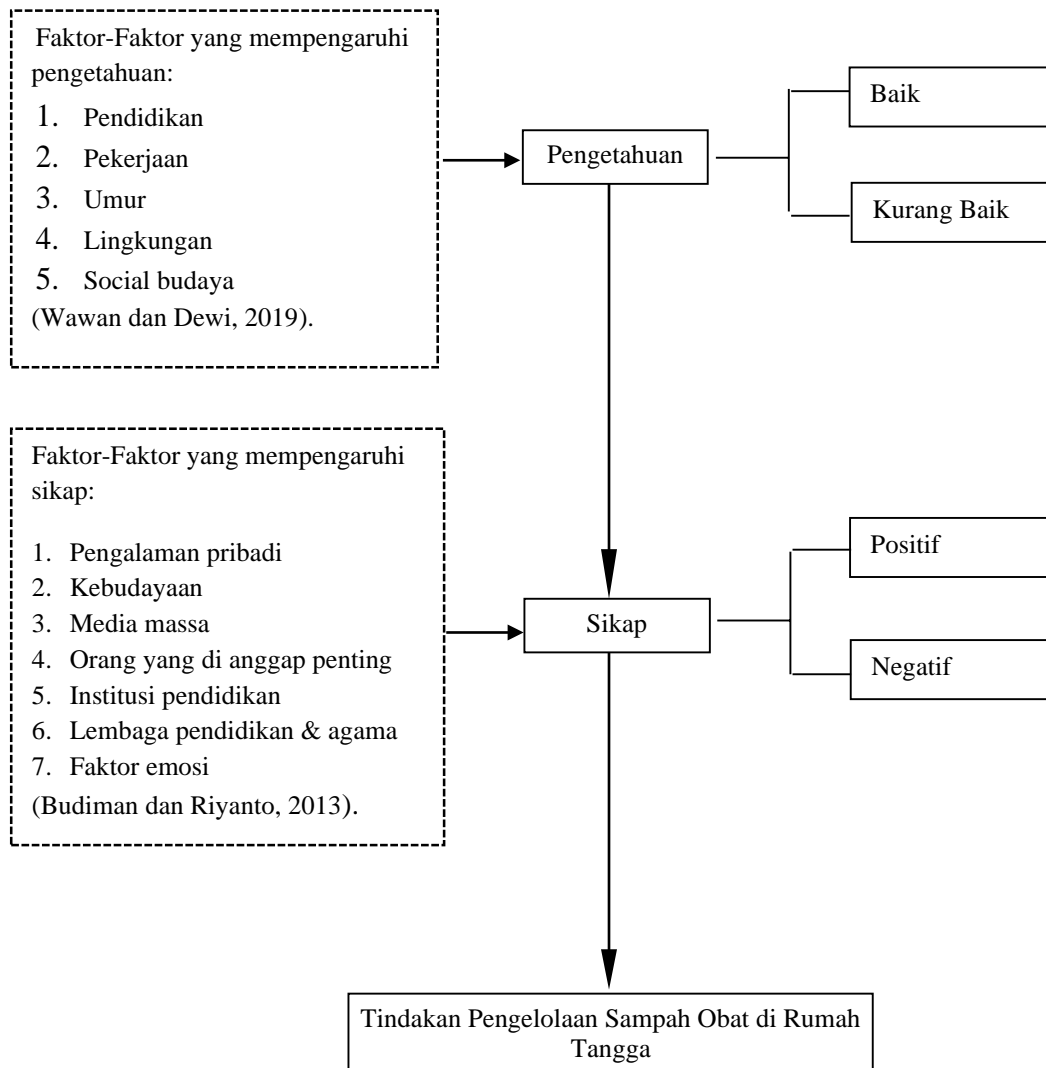 Faktor-Faktor yang mempengaruhi
pengetahuan:
1. Pendidikan
2. Pekerjaan
3. Umur
4. Lingkungan
5. Social budaya
(Wawan dan Dewi, 2019).
Pengetahuan
Baik
Kurang Baik
Faktor-Faktor yang mempengaruhi
sikap:
1. Pengalaman pribadi
2. Kebudayaan
3. Media massa
4. Orang yang di anggap penting
5. Institusi pendidikan
6. Lembaga pendidikan & agama
7. Faktor emosi
(Budiman dan Riyanto, 2013).
Sikap
Positif
Negatif
Tindakan Pengelolaan Sampah Obat di Rumah
Tangga